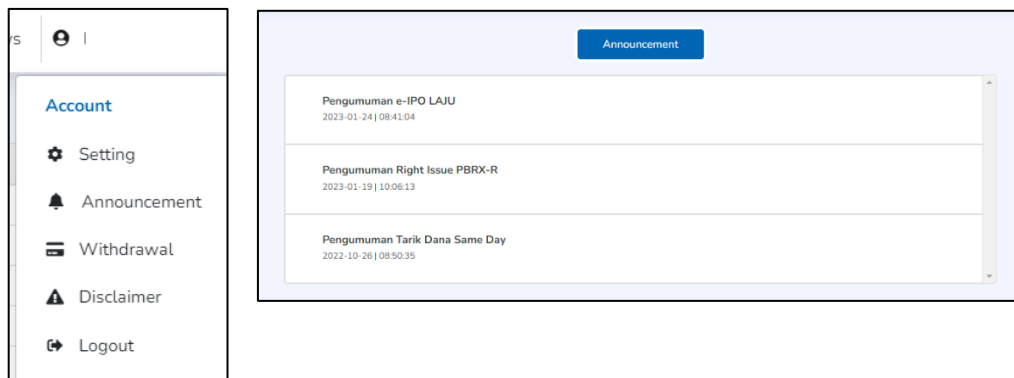 Account
Setting
Announcement
Withdrawal
Disclaimer
Logout
Announcement
Pengumuman e-IPO LAJU
2023-01-24 | 08:41:04
Pengumuman Right Issue PBRX-R
2023-01-19 | 10:06:13
Pengumuman Tarik Dana Same Day
2022-10-26 | 08:50:35